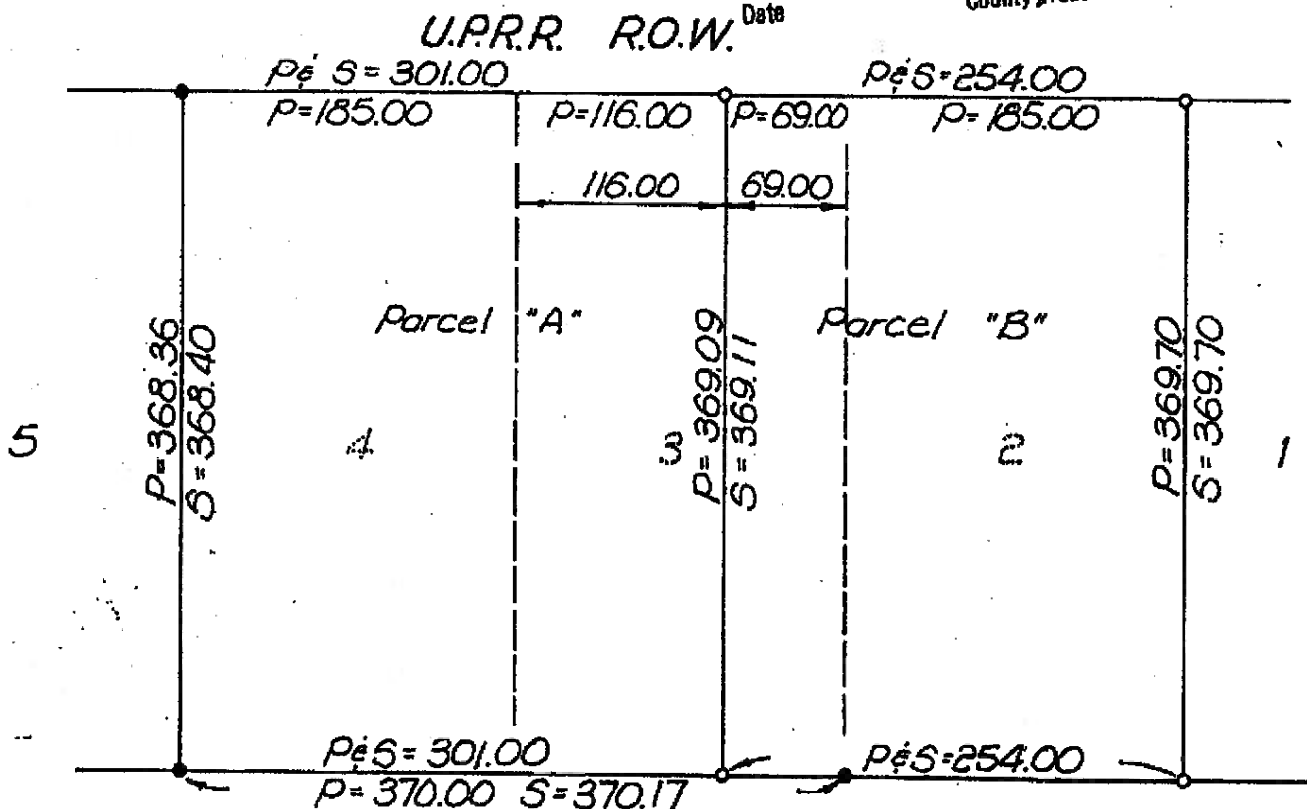 Date
U.P.R.R. R.O.W.
P&S=301.00
P&S=254.00
P=185.00
P=116.00
P=69.00
P=185.00
116.00
69.00
Parcel "A"
Parcel "B"
P=368.36
S=368.40
P=369.09
S=369.11
P=369.70
S=369.70
5
4
3
2
1
P&S=301.00
P&S=254.00
P=370.00 S=370.17